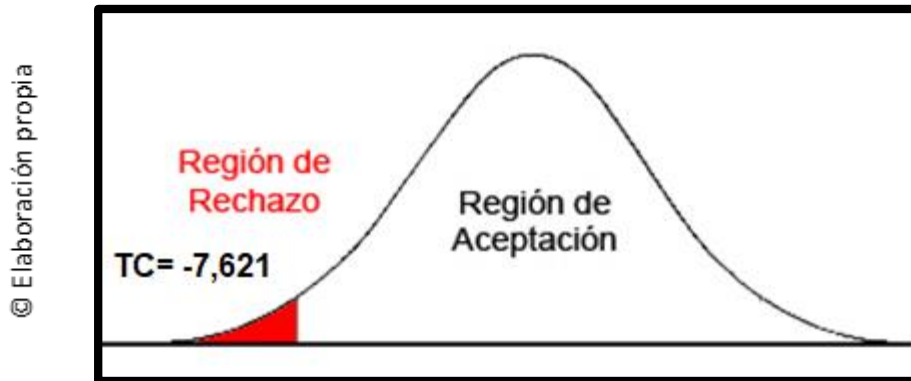 © Elaboración propia
Región de
Rechazo
TC= -7,621
Región de
Aceptación